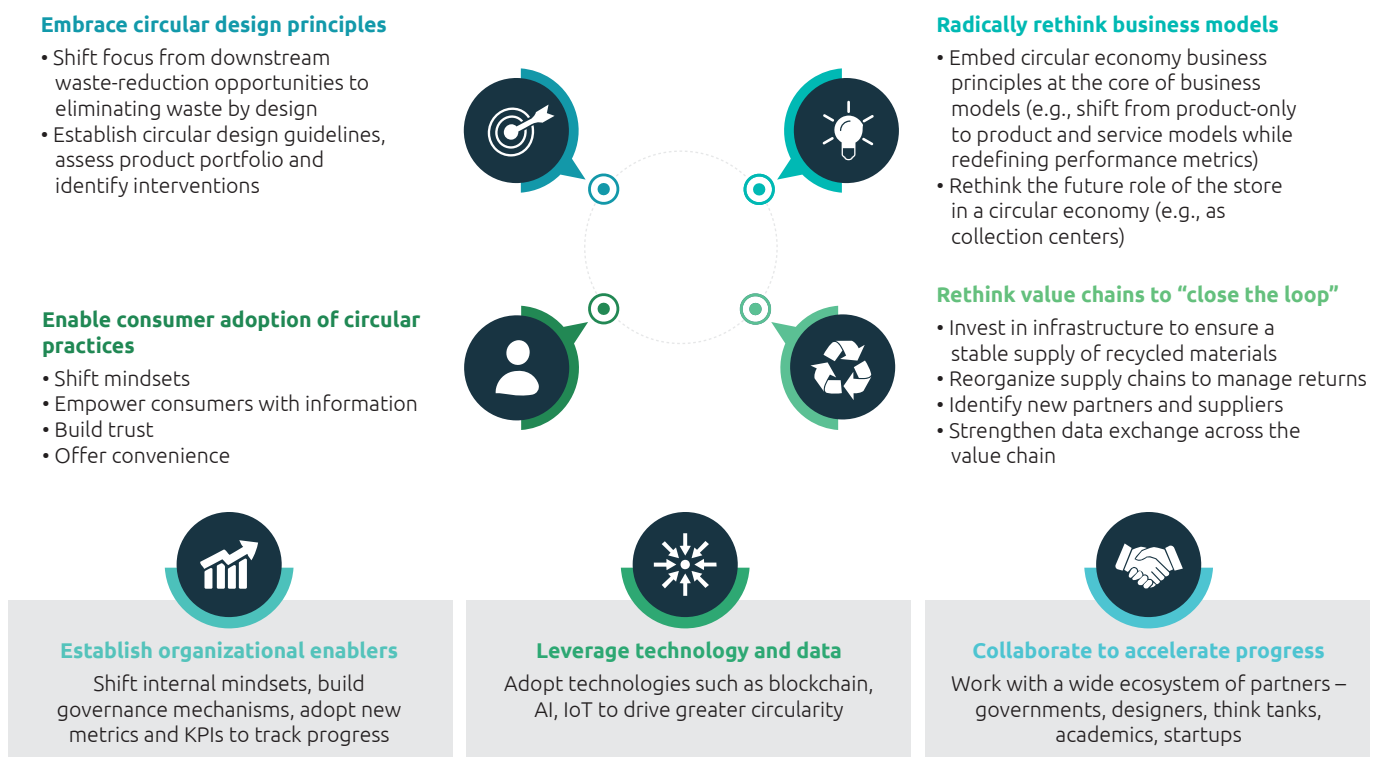 Embrace circular design principles
• Shift focus from downstream
waste-reduction opportunities to
eliminating waste by design
• Establish circular design guidelines,
assess product portfolio and
identify interventions
Radically rethink business models
• Embed circular economy business
principles at the core of business
models (e.g., shift from product-only
to product and service models while
redefining performance metrics)
• Rethink the future role of the store
in a circular economy (e.g., as
collection centers)
Enable consumer adoption of circular
practices
• Shift mindsets
• Empower consumers with information
• Build trust
• Offer convenience
Rethink value chains to “close the loop”
• Invest in infrastructure to ensure a
stable supply of recycled materials
• Reorganize supply chains to manage returns
• Identify new partners and suppliers
• Strengthen data exchange across the
value chain
Establish organizational enablers
Shift internal mindsets, build
governance mechanisms, adopt new
metrics and KPIs to track progress
Leverage technology and data
Adopt technologies such as blockchain,
AI, IoT to drive greater circularity
Collaborate to accelerate progress
Work with a wide ecosystem of partners –
governments, designers, think tanks,
academics, startups